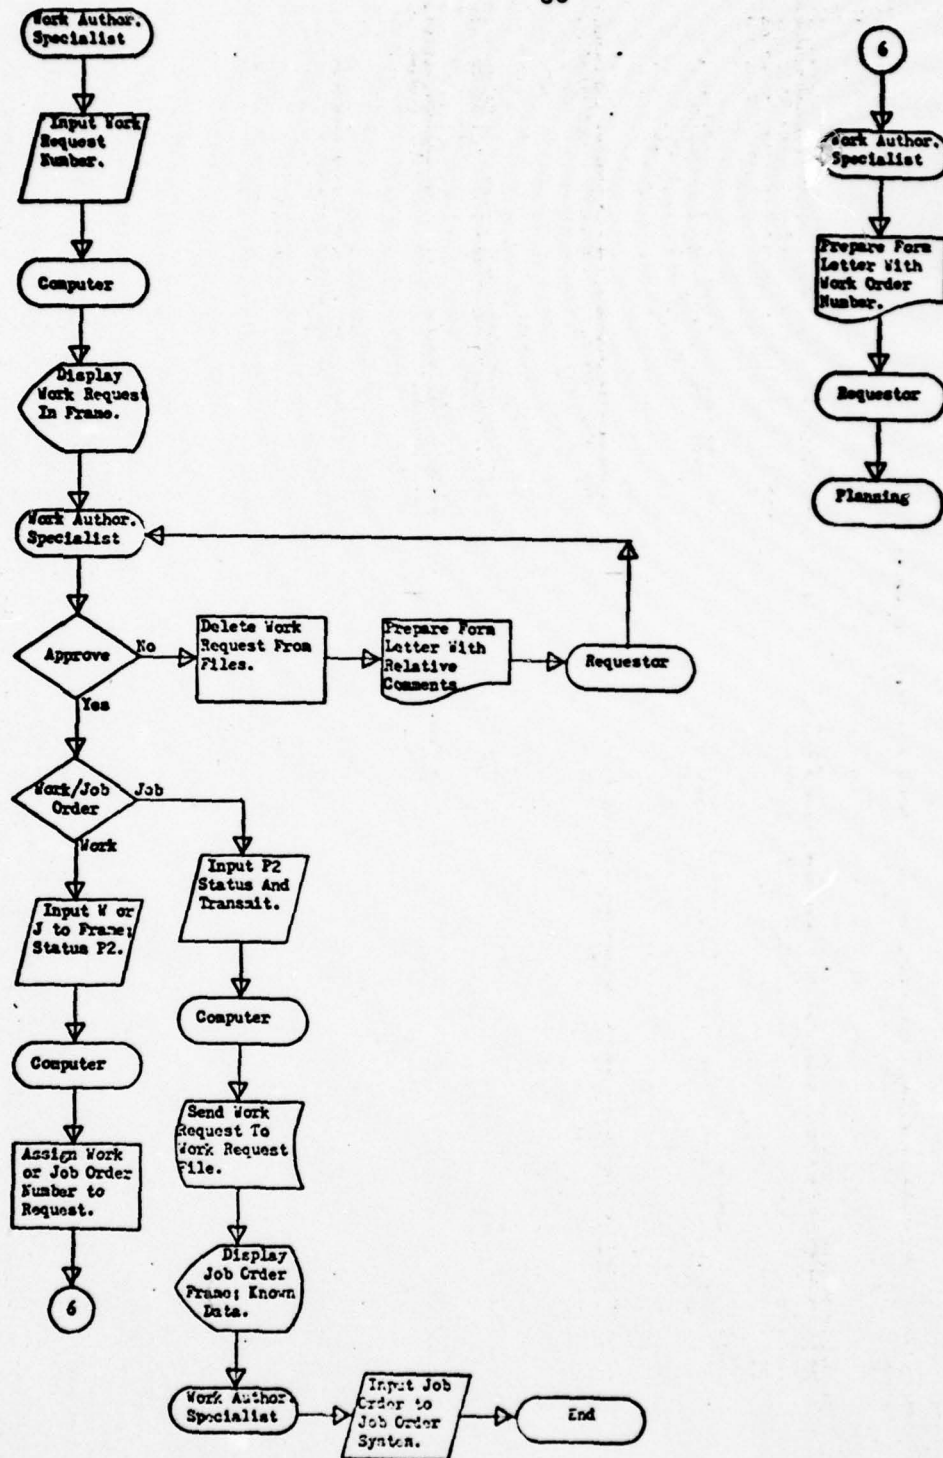 Work Author.
Specialist
Input Work
Request
Number.
Computer
Display
Work Request
In Frame.
Work Author.
Specialist
Approve
No
Delete Work
Request From
Files.
Prepare Form
Letter With
Relative
Comments
Requestor
Yes
Work/Job
Order
Job
Work
Input W or
J to Frame;
Status P2.
Computer
Assign Work
or Job Order
Number to
Request.
6
Input P2
Status And
Transmit.
Computer
Send Work
Request To
Work Request
File.
Display
Job Order
Frame; Known
Data.
Work Author.
Specialist
Input Job
Order to
Job Order
System.
End
6
Work Author.
Specialist
Prepare Form
Letter With
Work Order
Number.
Requestor
Planning